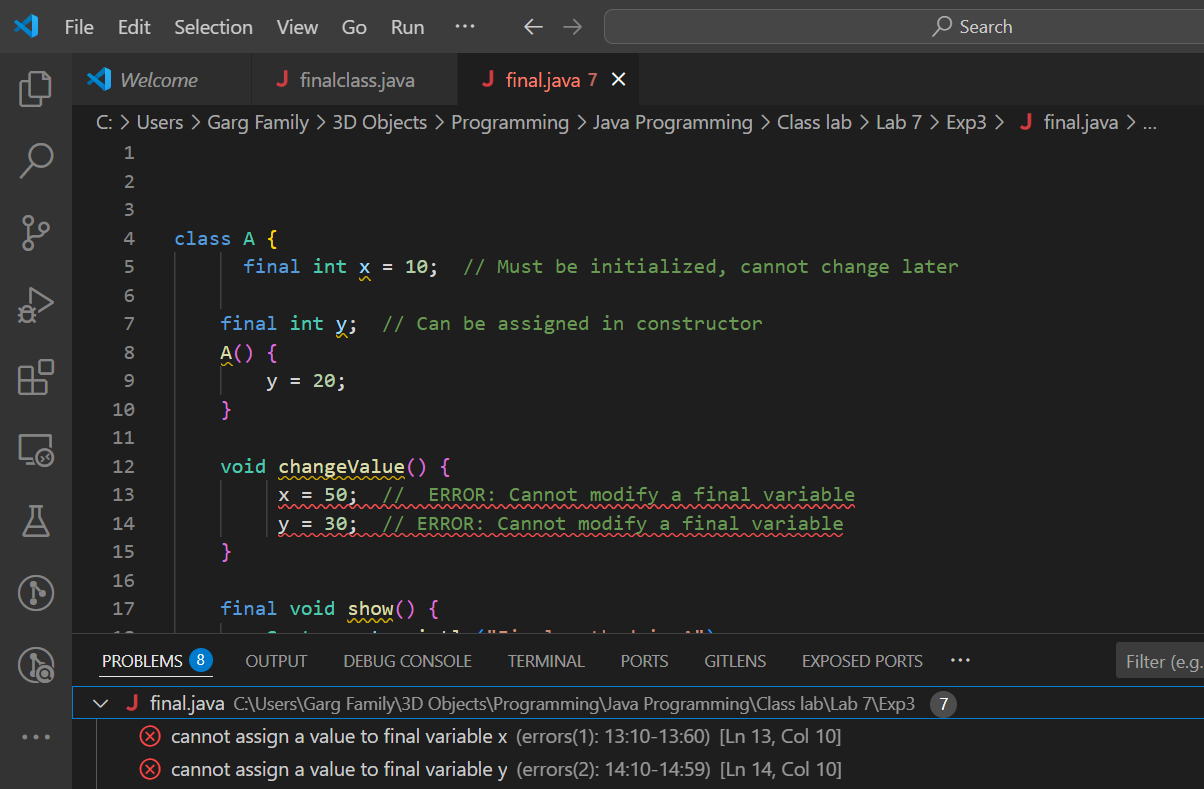 File Edit Selection View Go Run ... Search
Welcome finalclass.java final.java 7
C: > Users > Garg Family > 3D Objects > Programming > Java Programming > Class lab > Lab 7 > Exp3 > J final.java > ...
1
2
3
4 class A {
5 final int x = 10; // Must be initialized, cannot change later
6
7 final int y; // Can be assigned in constructor
8 A() {
9 y = 20;
10 }
11
12 void changeValue() {
13 x = 50; // ERROR: Cannot modify a final variable
14 y = 30; // ERROR: Cannot modify a final variable
15 }
16
17 final void show() {
PROBLEMS 8 OUTPUT DEBUG CONSOLE TERMINAL PORTS GITLENS EXPOSED PORTS ... Filter (e.g.
J final.java C:\Users\Garg Family\3D Objects\Programming\Java Programming\Class lab\Lab 7\Exp3 7
cannot assign a value to final variable x (errors(1): 13:10-13:60) [Ln 13, Col 10]
cannot assign a value to final variable y (errors(2): 14:10-14:59) [Ln 14, Col 10]